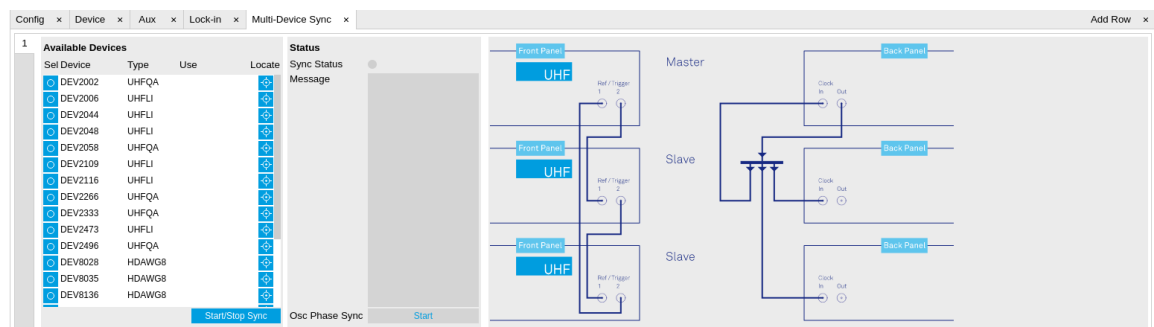 Config × Device × Aux × Lock-in × Multi-Device Sync × Add Row ×
1
Available Devices
Sel Device Type Use Locate
DEV2002 UHFQA
DEV2006 UHFLI
DEV2044 UHFLI
DEV2048 UHFLI
DEV2058 UHFQA
DEV2109 UHFLI
DEV2116 UHFLI
DEV2266 UHFQA
DEV2333 UHFQA
DEV2473 UHFLI
DEV2496 UHFQA
DEV8028 HDAWG8
DEV8035 HDAWG8
DEV8136 HDAWG8
Start/Stop Sync
Status
Sync Status
Message
Osc Phase Sync Start
Front Panel
UHF
Ref/Trigger
1 2
Master
Back Panel
Clock
In Out
Front Panel
UHF
Ref/Trigger
1 2
Slave
Back Panel
Clock
In Out
Front Panel
UHF
Ref/Trigger
1 2
Slave
Back Panel
Clock
In Out